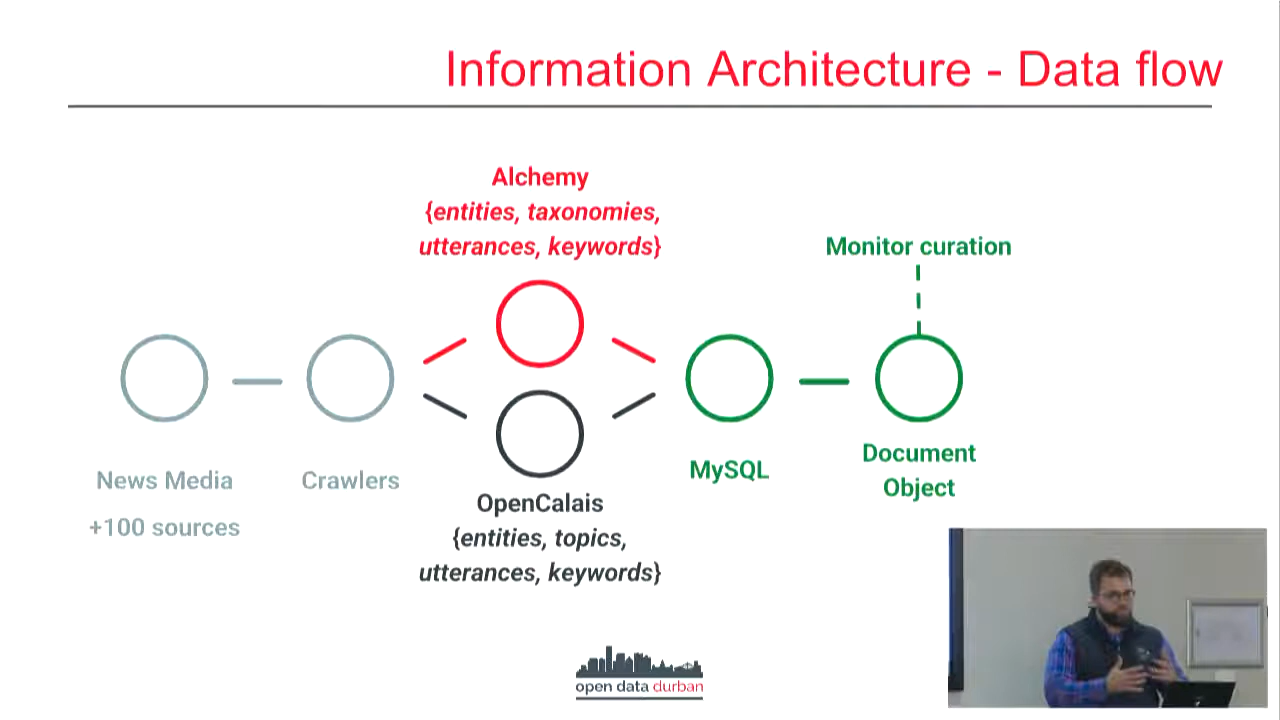 Information Architecture - Data flow
Alchemy
{entities, taxonomies,
utterances, keywords}
Monitor curation
News Media
+100 sources
Crawlers
OpenCalais
{entities, topics,
utterances, keywords}
MySQL
Document
Object
open data durban